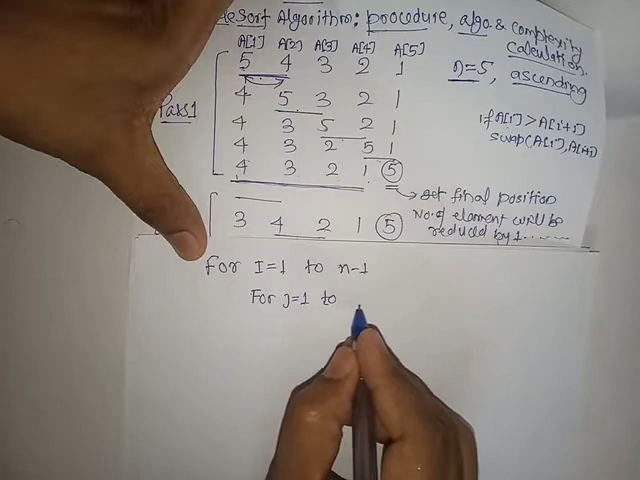 Sort Algorithm: procedure, algo & complexity
calculation.
A[1] A[2] A[3] A[4] A[5]
5 4 3 2 1
n=5, ascending
Pass1
4 5 3 2 1
4 3 5 2 1
4 3 2 5 1
4 3 2 1 5
if A[i] > A[i+1]
swap(A[i], A[i+1])
→ get final position
No. of element will be
reduced by 1......
3 4 2 1 5
For I=1 to n-1
For J=1 to